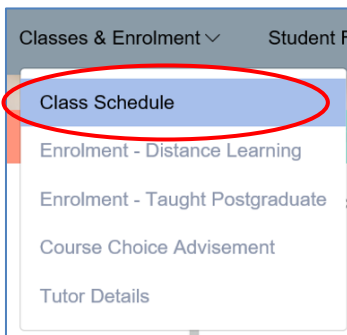 Classes & Enrolment Student
Class Schedule
Enrolment - Distance Learning
Enrolment - Taught Postgraduate
Course Choice Advisement
Tutor Details